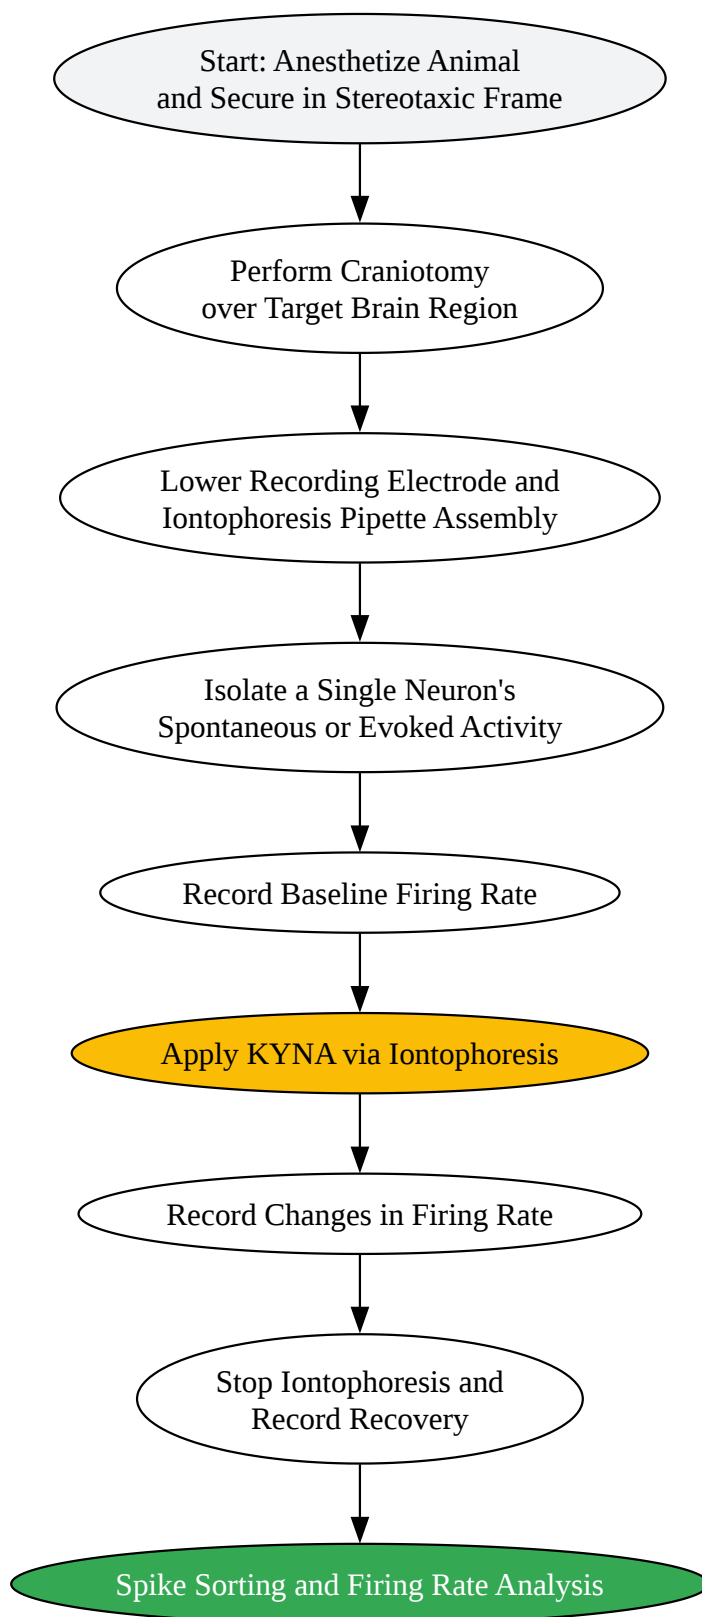 Start: Anesthetize Animal
and Secure in Stereotaxic Frame
Perform Craniotomy
over Target Brain Region
Lower Recording Electrode and
Iontophoresis Pipette Assembly
Isolate a Single Neuron's
Spontaneous or Evoked Activity
Record Baseline Firing Rate
Apply KYNA via Iontophoresis
Record Changes in Firing Rate
Stop Iontophoresis and
Record Recovery
Spike Sorting and Firing Rate Analysis